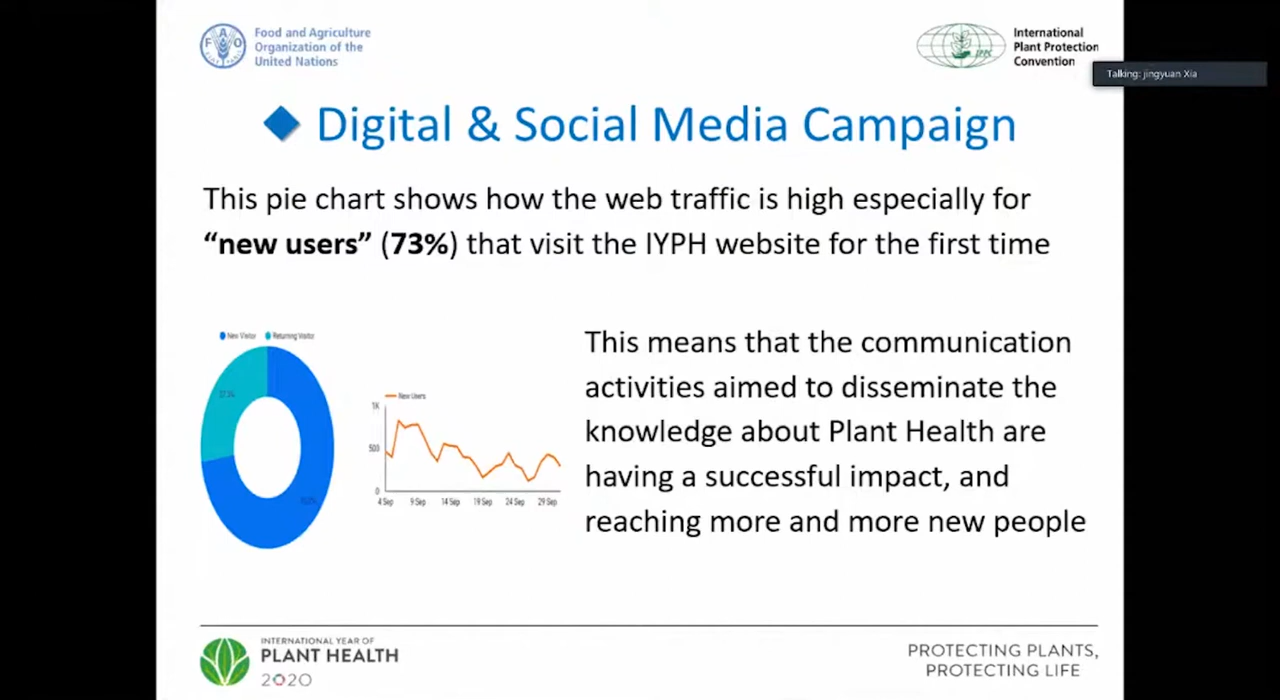 Food and Agriculture
Organization of the
United Nations
FAO
International
Plant Protection
Convention
IPPC
Talking: jingyuan Xia
Digital & Social Media Campaign
This pie chart shows how the web traffic is high especially for
“new users” (73%) that visit the IYPH website for the first time
New Visitor
Returning Visitor
New Users
1K
500
0
4 Sep
9 Sep
14 Sep
19 Sep
24 Sep
29 Sep
This means that the communication
activities aimed to disseminate the
knowledge about Plant Health are
having a successful impact, and
reaching more and more new people
INTERNATIONAL YEAR OF
PLANT HEALTH
2020
PROTECTING PLANTS,
PROTECTING LIFE